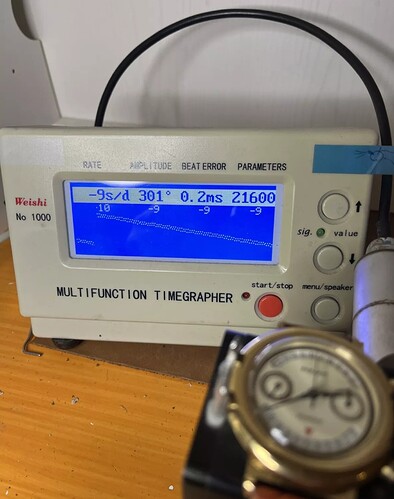 RATE AMPLITUDE BEAT ERROR PARAMETERS
Weishi
No 1000
-9s/d 301° 0.2ms 21600
-10 -9 -9 -9
sig. value
start/stop menu/speaker
MULTIFUNCTION TIMEGRAPHER